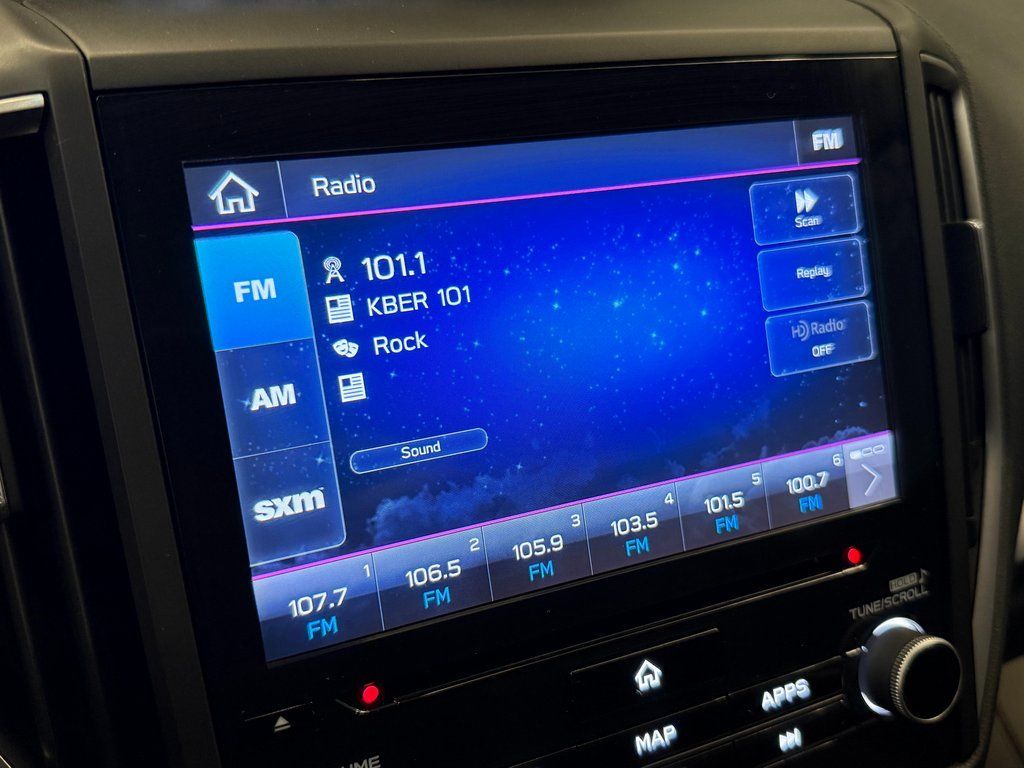 Radio
FM
Scan
FM
101.1
KBER 101
Replay
Rock
HD Radio
OFF
AM
Sound
sxm
1
107.7
FM
2
106.5
FM
3
105.9
FM
4
103.5
FM
5
101.5
FM
6
100.7
FM
HOLD
TUNE/SCROLL
APPS
MAP